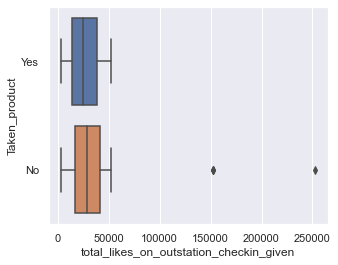 Taken_product
Yes
No
0 50000 100000 150000 200000 250000
total_likes_on_outstation_checkin_given